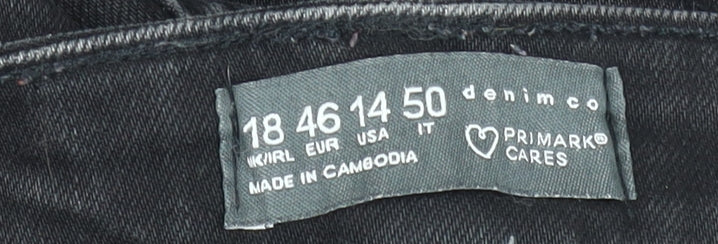 18 46 14 50
UK/IRL EUR USA IT
MADE IN CAMBODIA
denim co
PRIMARK®
CARES